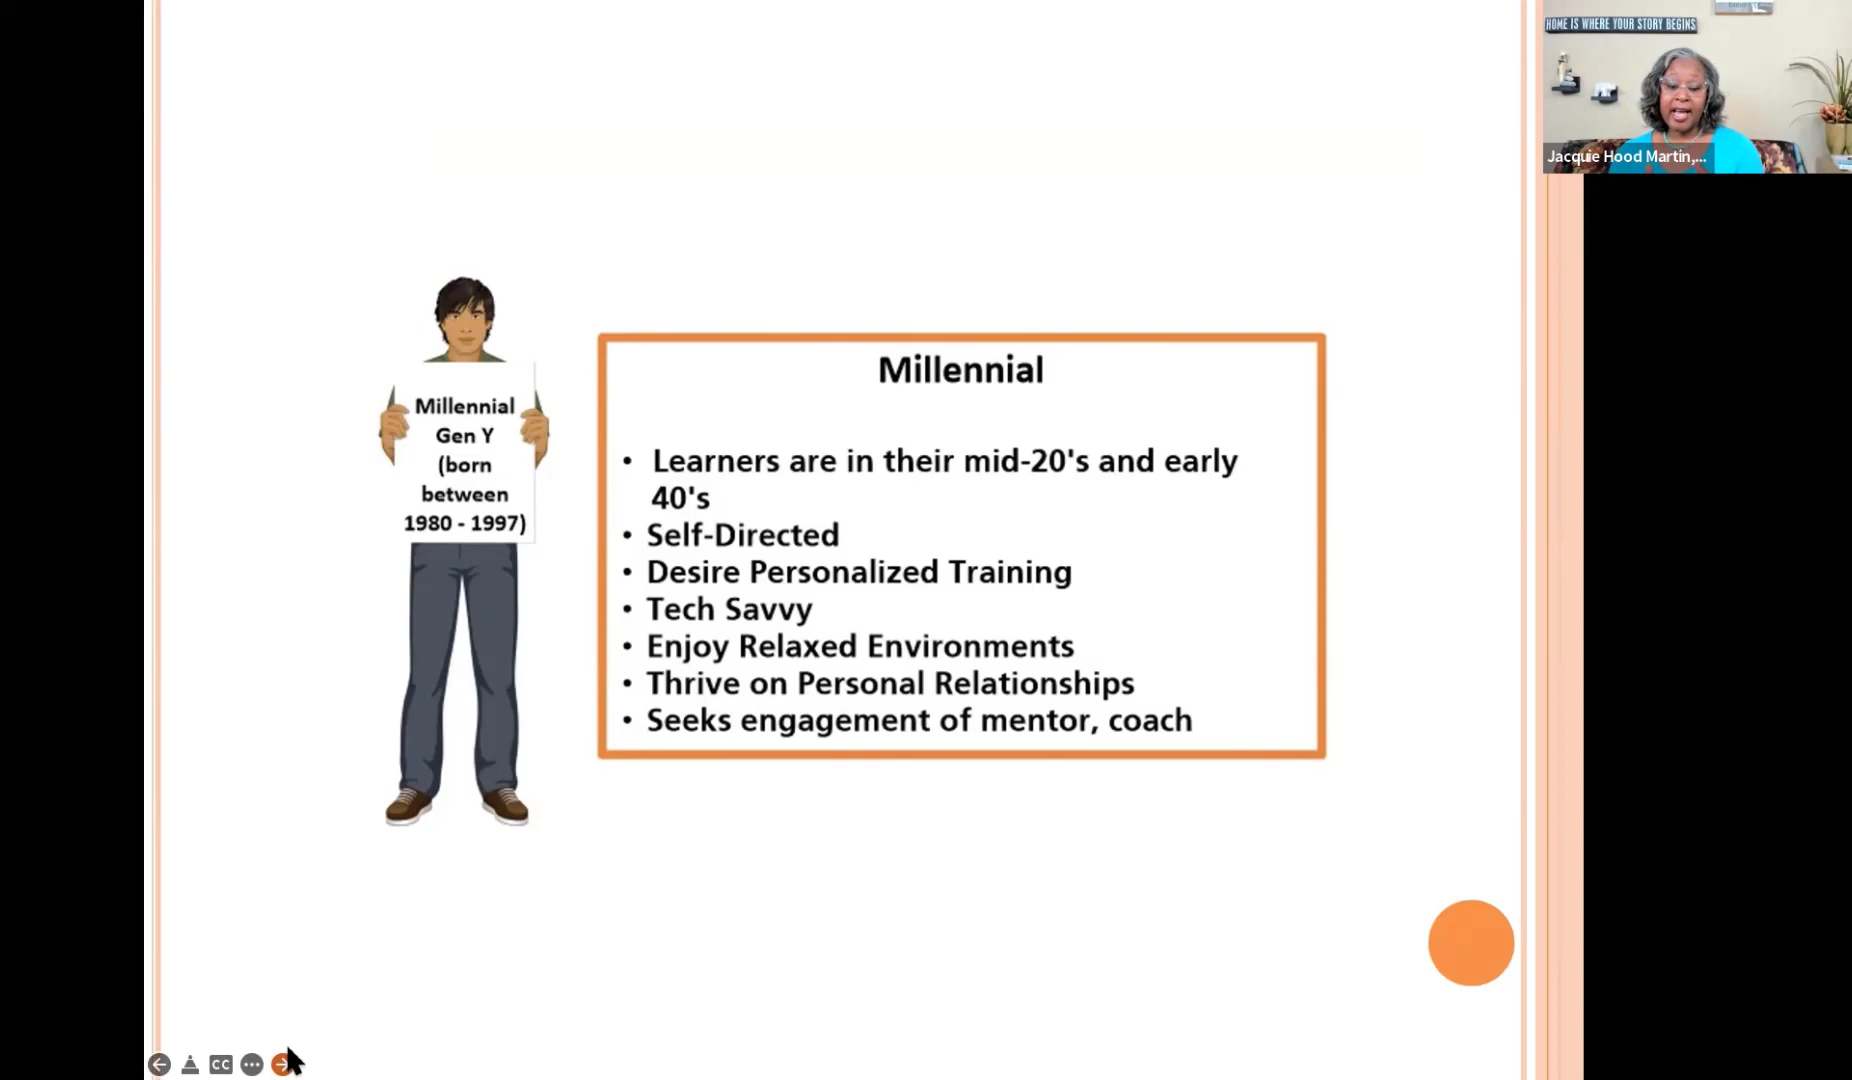 HOME IS WHERE YOUR STORY BEGINS
Jacquie Hood Martin,...
Millennial
Gen Y
(born
between
1980 - 1997)
Millennial
• Learners are in their mid-20's and early
40's
• Self-Directed
• Desire Personalized Training
• Tech Savvy
• Enjoy Relaxed Environments
• Thrive on Personal Relationships
• Seeks engagement of mentor, coach
CC